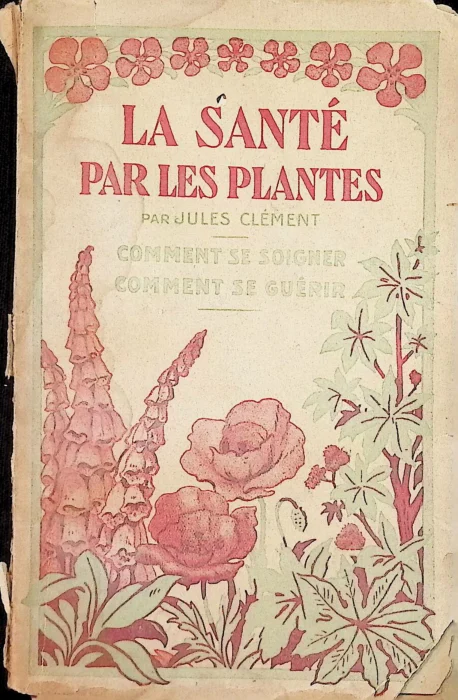 LA SANTÉ
PAR LES PLANTES
PAR JULES CLÉMENT
COMMENT SE SOIGNER
COMMENT SE GUÉRIR